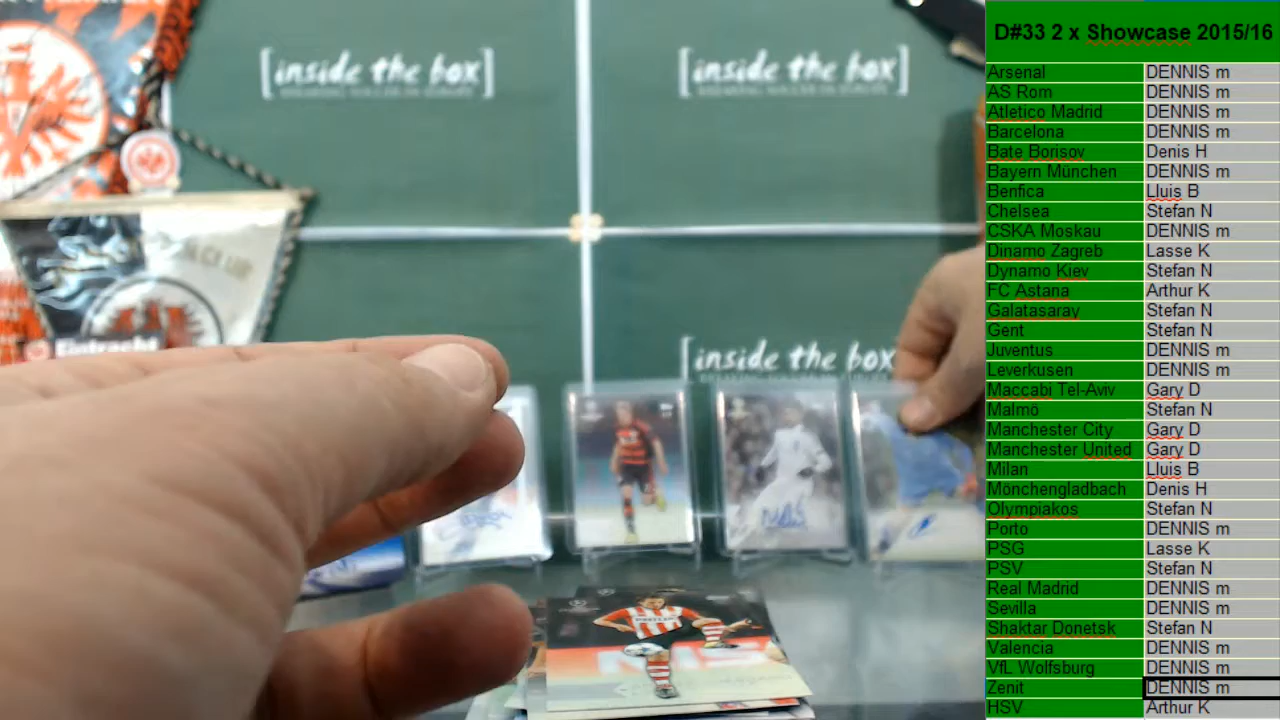 [inside the box]
[inside the box]
[inside the box
Eintracht
D#33 2 x Showcase 2015/16
Arsenal DENNIS m
AS Rom DENNIS m
Atletico Madrid DENNIS m
Barcelona DENNIS m
Bate Borisov Denis H
Bayern München DENNIS m
Benfica Lluis B
Chelsea Stefan N
CSKA Moskau DENNIS m
Dinamo Zagreb Lasse K
Dynamo Kiev Stefan N
FC Astana Arthur K
Galatasaray Stefan N
Gent Stefan N
Juventus DENNIS m
Leverkusen DENNIS m
Maccabi Tel-Aviv Gary D
Malmö Stefan N
Manchester City Gary D
Manchester United Gary D
Milan Lluis B
Mönchengladbach Denis H
Olympiakos Stefan N
Porto DENNIS m
PSG Lasse K
PSV Stefan N
Real Madrid DENNIS m
Sevilla DENNIS m
Shaktar Donetsk Stefan N
Valencia DENNIS m
VfL Wolfsburg DENNIS m
Zenit DENNIS m
HSV Arthur K